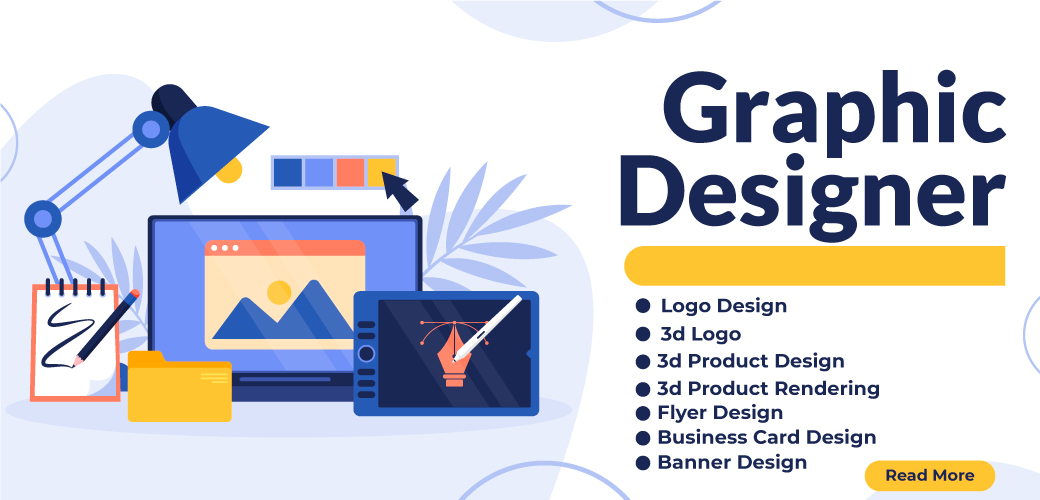 Graphic
Designer
Logo Design
3d Logo
3d Product Design
3d Product Rendering
Flyer Design
Business Card Design
Banner Design
Read More